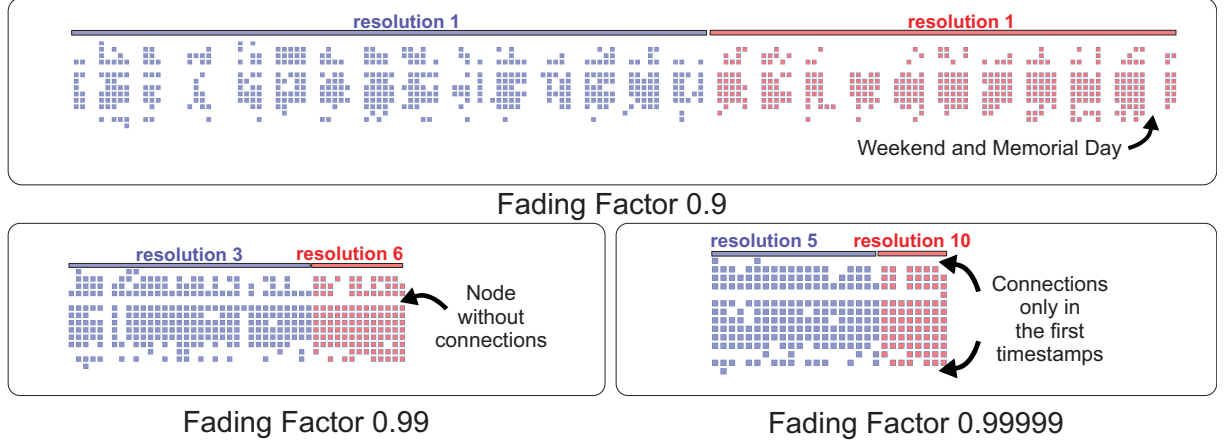 resolution 1 resolution 1
Weekend and Memorial Day
Fading Factor 0.9
resolution 3 resolution 6
Node
without
connections
Fading Factor 0.99
resolution 5 resolution 10
Connections
only in
the first
timestamps
Fading Factor 0.99999